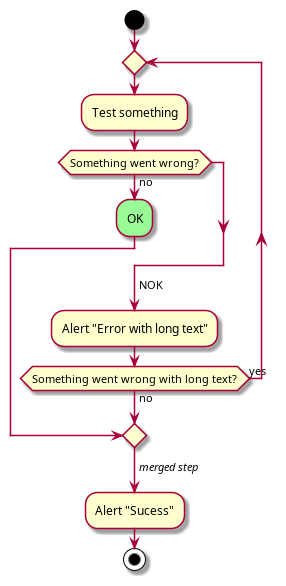 Test something
Something went wrong?
no
OK
NOK
Alert "Error with long text"
Something went wrong with long text?
yes
no
merged step
Alert "Sucess"